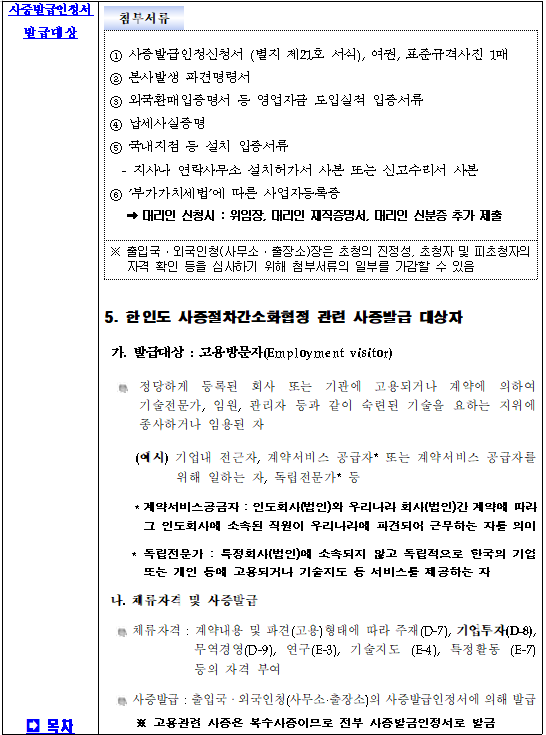 사증발급인정서
발급대상
첨부서류
① 사증발급인정신청서 (별지 제21호 서식), 여권, 표준규격사진 1매
② 본사발생 파견명령서
③ 외국환매입증명서 등 영업자금 도입실적 입증서류
④ 납세사실증명
⑤ 국내지점 등 설치 입증서류
- 지사나 연락사무소 설치허가서 사본 또는 신고수리서 사본
⑥ ‘부가가치세법’에 따른 사업자등록증
➡ 대리인 신청시 : 위임장, 대리인 재직증명서, 대리인 신분증 추가 제출
※ 출입국 · 외국인청(사무소 · 출장소)장은 초청의 진정성, 초청자 및 피초청자의
자격 확인 등을 심사하기 위해 첨부서류의 일부를 가감할 수 있음
5. 한·인도 사증절차간소화협정 관련 사증발급 대상자
가. 발급대상 : 고용방문자(Employment visitor)
정당하게 등록된 회사 또는 기관에 고용되거나 계약에 의하여
기술전문가, 임원, 관리자 등과 같이 숙련된 기술을 요하는 지위에
종사하거나 임용된 자
(예시) 기업내 전근자, 계약서비스 공급자* 또는 계약서비스 공급자를
위해 일하는 자, 독립전문가* 등
* 계약서비스공급자 : 인도회사(법인)와 우리나라 회사(법인)간 계약에 따라
그 인도회사에 소속된 직원이 우리나라에 파견되어 근무하는 자를 의미
* 독립전문가 : 특정회사(법인)에 소속되지 않고 독립적으로 한국의 기업
또는 개인 등에 고용되거나 기술지도 등 서비스를 제공하는 자
나. 체류자격 및 사증발급
체류자격 : 계약내용 및 파견(고용)형태에 따라 주재(D-7), 기업투자(D-8),
무역경영(D-9), 연구(E-3), 기술지도 (E-4), 특정활동 (E-7)
등의 자격 부여
사증발급 : 출입국 · 외국인청(사무소·출장소)의 사증발급인정서에 의해 발급
※ 고용관련 사증은 복수사증이므로 전부 사증발급인정서로 발급
➡ 목차